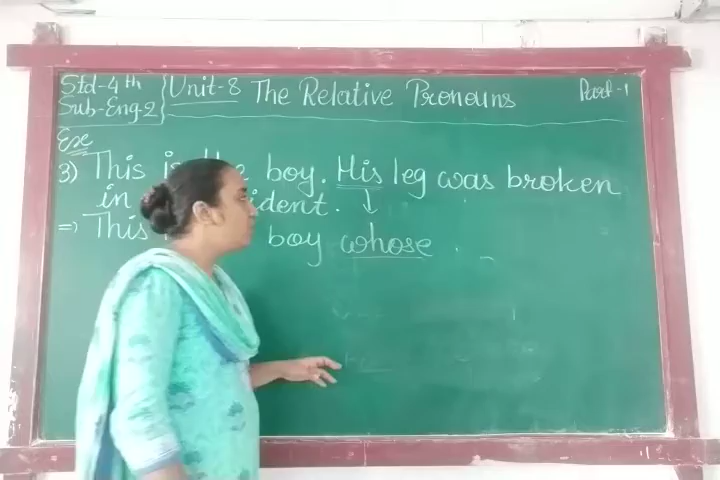 Std-4th
Sub-Eng-2
Unit-8 The Relative Pronouns
Part-1
Exe
3) This is the boy. His leg was broken
in ident. ↓
=> This boy whose